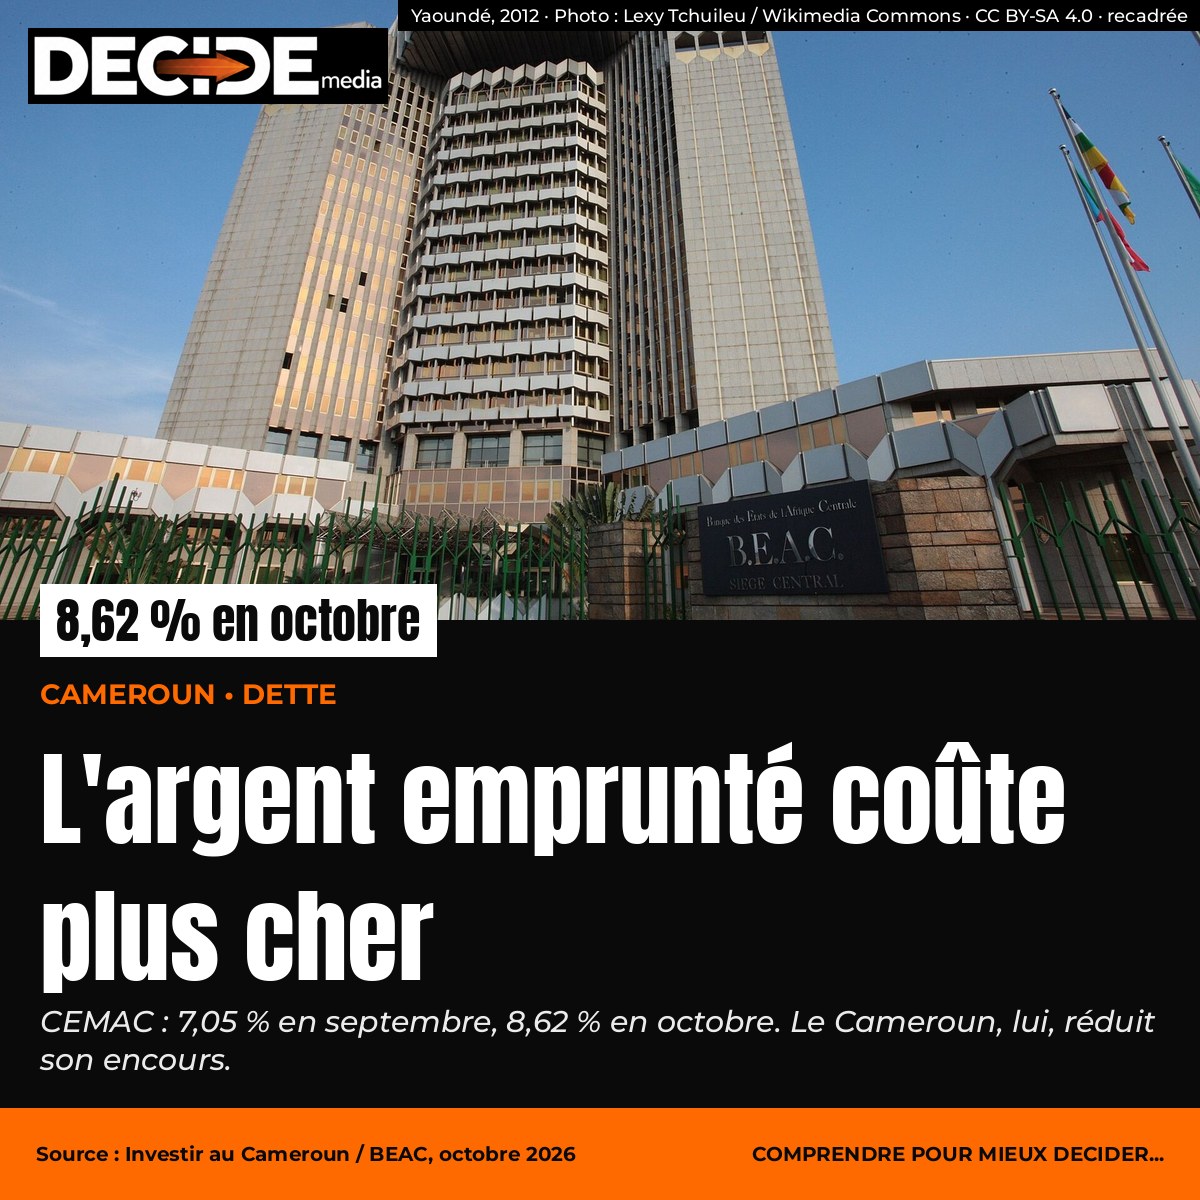 Yaoundé, 2012 · Photo : Lexy Tchuileu / Wikimedia Commons · CC BY-SA 4.0 · recadrée
DECIDE media
Banque des Etats de l'Afrique Centrale
B.E.A.C.
SIEGE CENTRAL
8,62 % en octobre
CAMEROUN • DETTE
L'argent emprunté coûte
plus cher
CEMAC : 7,05 % en septembre, 8,62 % en octobre. Le Cameroun, lui, réduit
son encours.
Source : Investir au Cameroun / BEAC, octobre 2026
COMPRENDRE POUR MIEUX DECIDER...